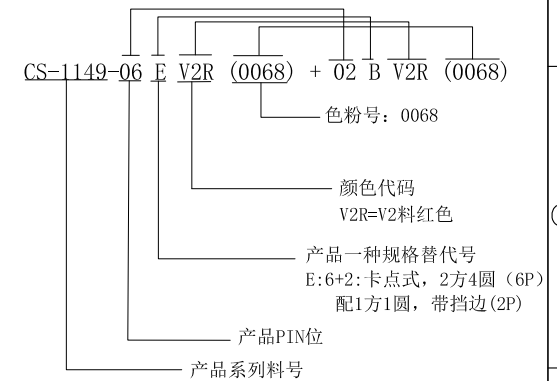 CS-1149-06 E V2R (0068) + 02 B V2R (0068)
色粉号：0068
颜色代码
V2R=V2料红色
产品一种规格替代号
E:6+2:卡点式，2方4圆（6P）
配1方1圆，带挡边(2P)
产品PIN位
产品系列料号